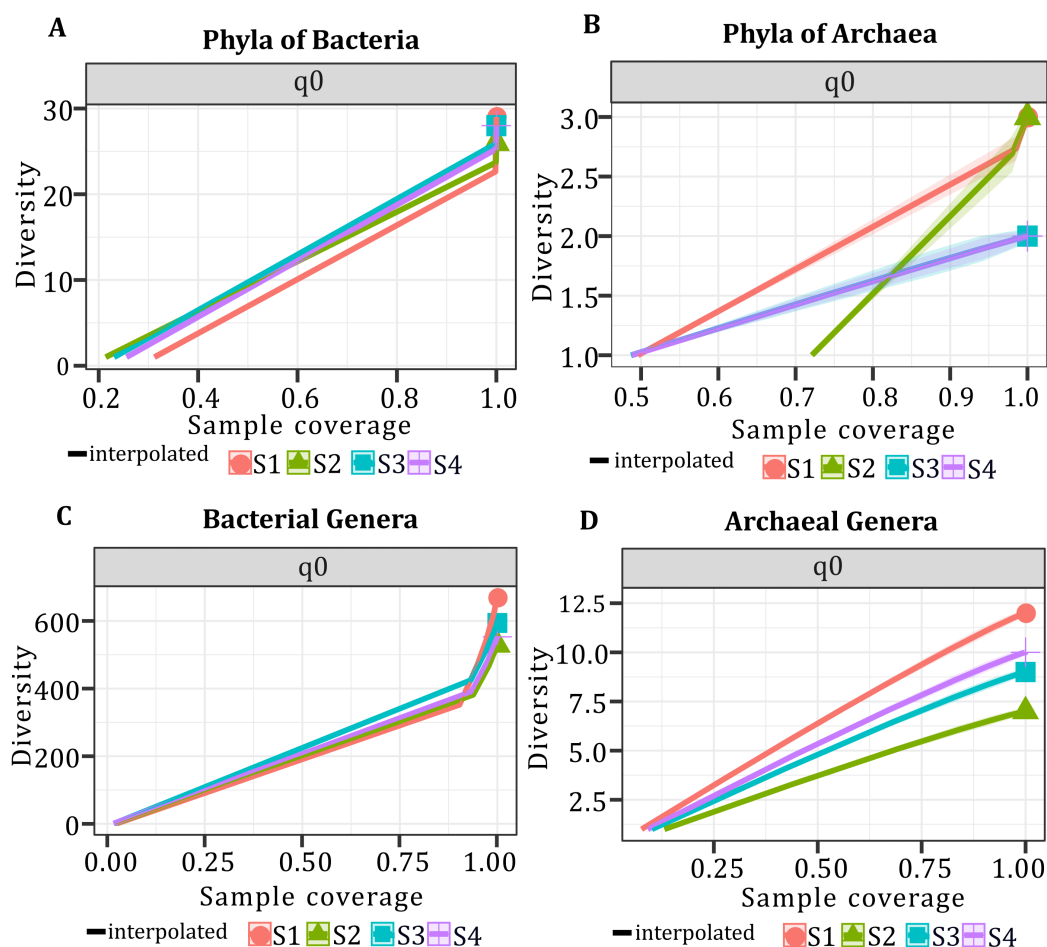 A
Phyla of Bacteria
q0
Diversity
30
20
10
0
0.2
0.4
0.6
0.8
1.0
Sample coverage
interpolated
S1
S2
S3
S4
B
Phyla of Archaea
q0
Diversity
3.0
2.5
2.0
1.5
1.0
0.5
0.6
0.7
0.8
0.9
1.0
Sample coverage
interpolated
S1
S2
S3
S4
C
Bacterial Genera
q0
Diversity
600
400
200
0
0.00
0.25
0.50
0.75
1.00
Sample coverage
interpolated
S1
S2
S3
S4
D
Archaeal Genera
q0
Diversity
12.5
10.0
7.5
5.0
2.5
0.25
0.50
0.75
1.00
Sample coverage
interpolated
S1
S2
S3
S4